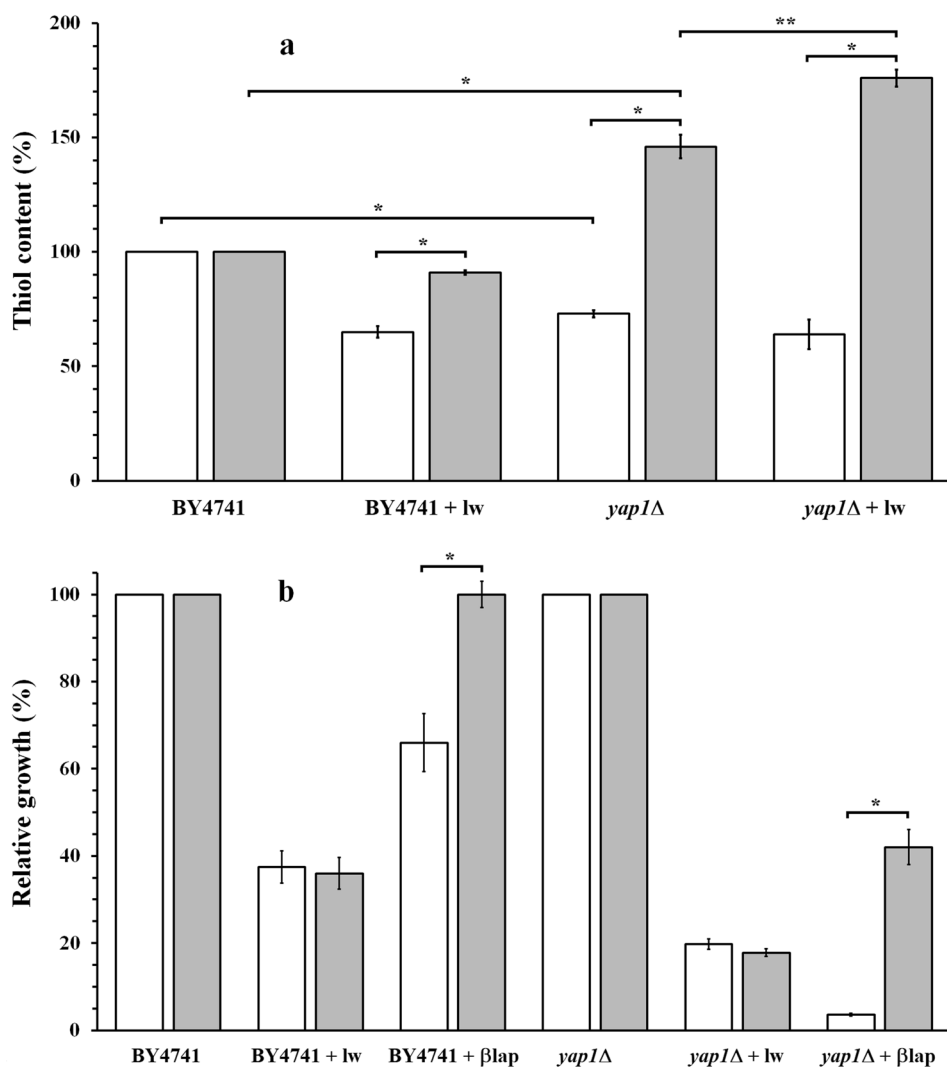 a
Thiol content (%)
200
150
100
50
0
*
*
*
*
**
*
BY4741
BY4741 + lw
yap1Δ
yap1Δ + lw
b
Relative growth (%)
100
80
60
40
20
0
*
*
BY4741
BY4741 + lw
BY4741 + βlap
yap1Δ
yap1Δ + lw
yap1Δ + βlap